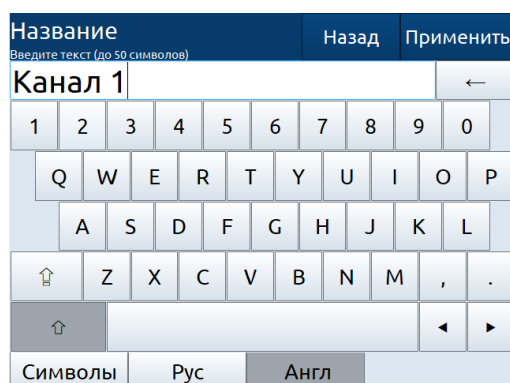 Название Назад Применить
Введите текст (до 50 символов)
Канал 1 ←
1 2 3 4 5 6 7 8 9 0
Q W E R T Y U I O P
A S D F G H J K L
⇪ Z X C V B N M , .
⇧ ◄ ►
Символы Рус Англ